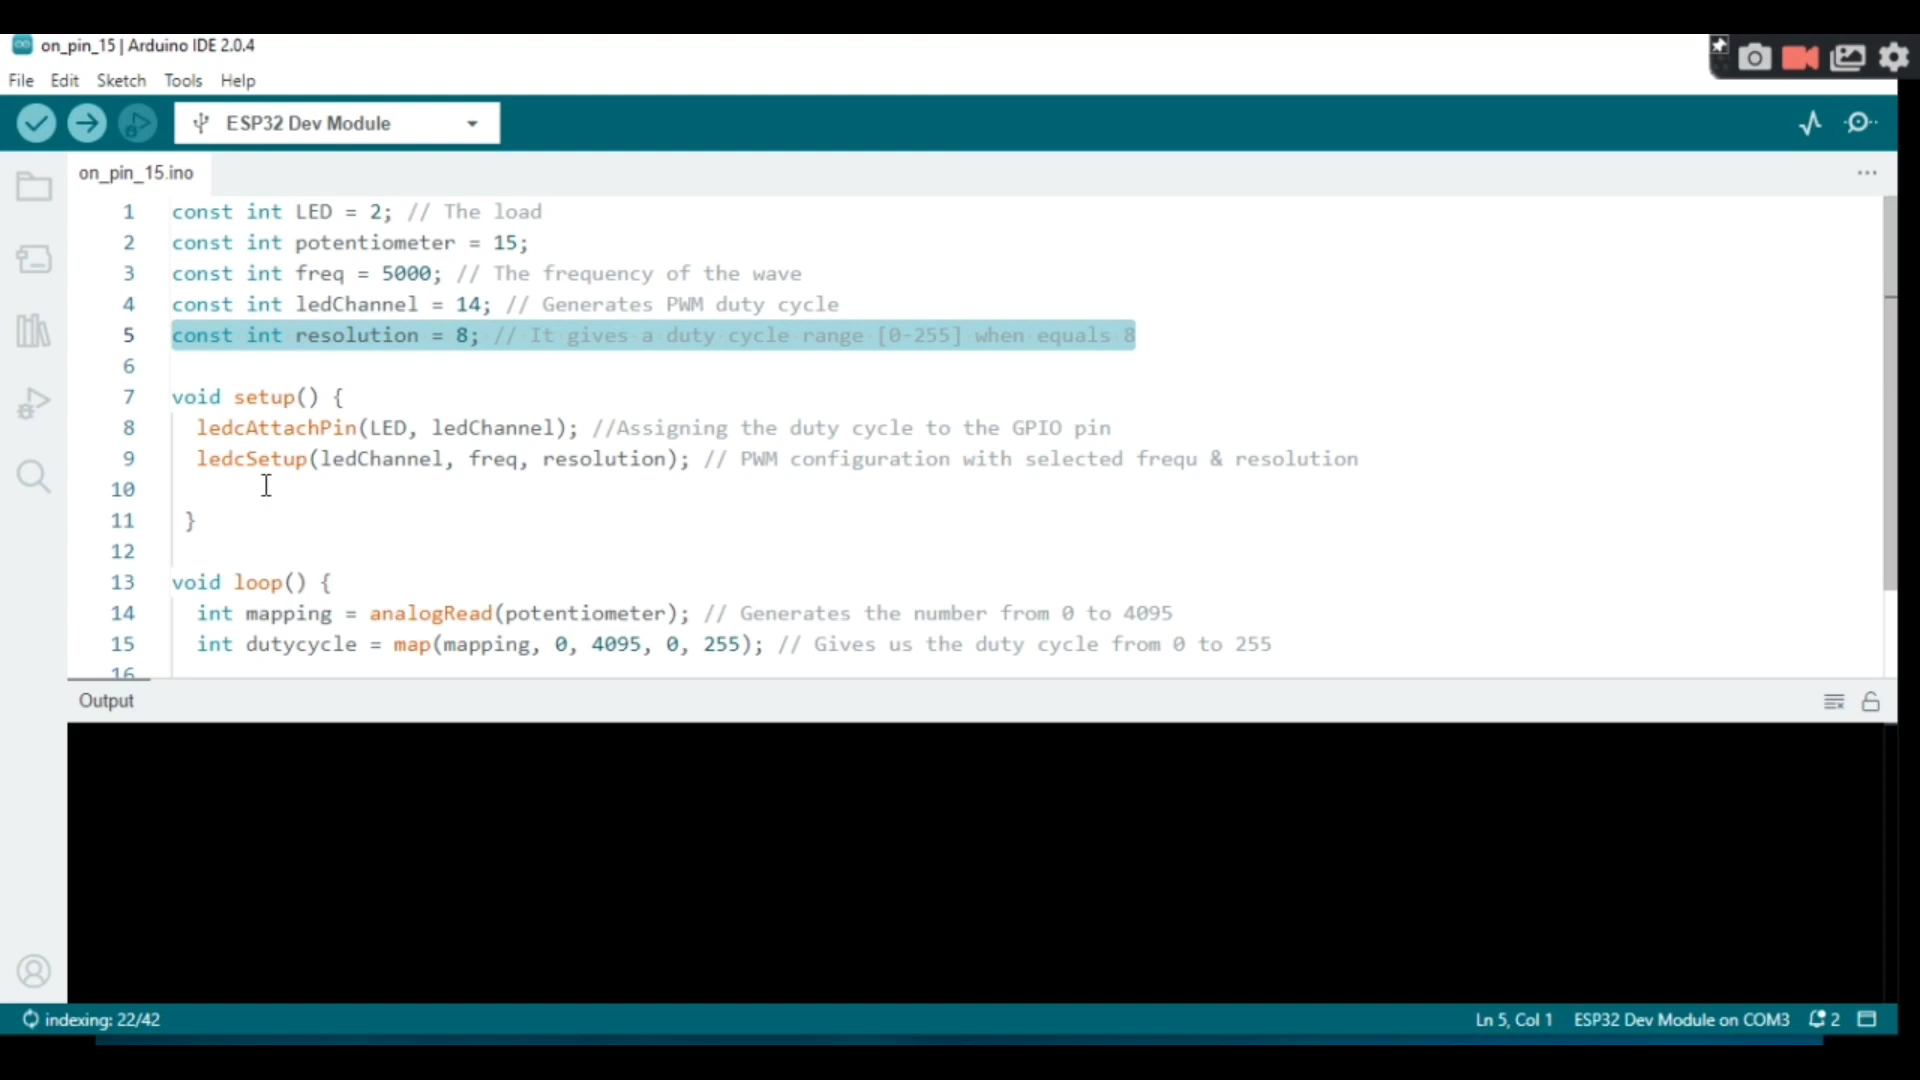 on_pin_15 | Arduino IDE 2.0.4
File Edit Sketch Tools Help
ESP32 Dev Module
on_pin_15.ino
1 const int LED = 2; // The load
2 const int potentiometer = 15;
3 const int freq = 5000; // The frequency of the wave
4 const int ledChannel = 14; // Generates PWM duty cycle
5 const int resolution = 8; // It gives a duty cycle range [0-255] when equals 8
6
7 void setup() {
8 ledcAttachPin(LED, ledChannel); //Assigning the duty cycle to the GPIO pin
9 ledcSetup(ledChannel, freq, resolution); // PWM configuration with selected frequ & resolution
10
11 }
12
13 void loop() {
14 int mapping = analogRead(potentiometer); // Generates the number from 0 to 4095
15 int dutycycle = map(mapping, 0, 4095, 0, 255); // Gives us the duty cycle from 0 to 255
16
Output
indexing: 22/42 Ln 5, Col 1 ESP32 Dev Module on COM3 2